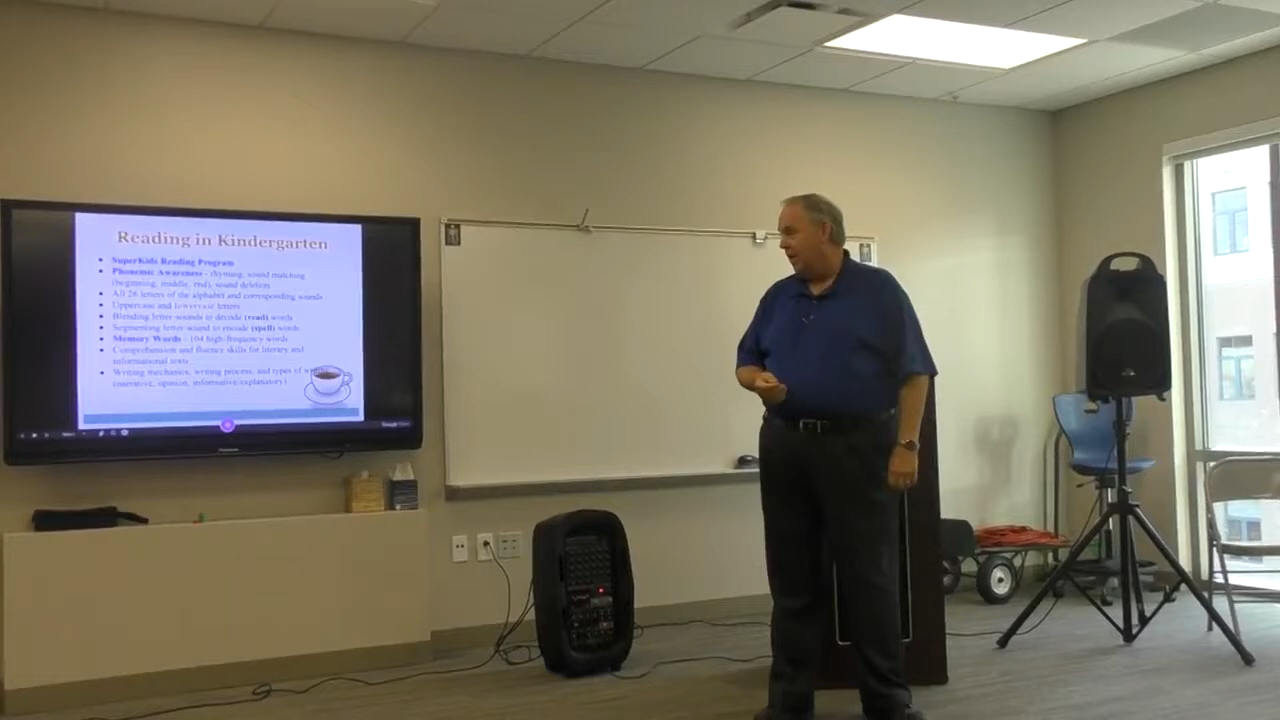 Reading in Kindergarten
• SuperKids Reading Program
• Phonemic Awareness - rhyming, sound matching
(beginning, middle, end), sound deletion
• All 26 letters of the alphabet and corresponding sounds
• Uppercase and lowercase letters
• Blending letter-sounds to decode (read) words
• Segmenting letter-sound to encode (spell) words
• Memory Words - 104 high-frequency words
• Comprehension and fluency skills for literary and
informational texts
• Writing mechanics, writing process, and types of
(narrative, opinion, informative/explanatory)